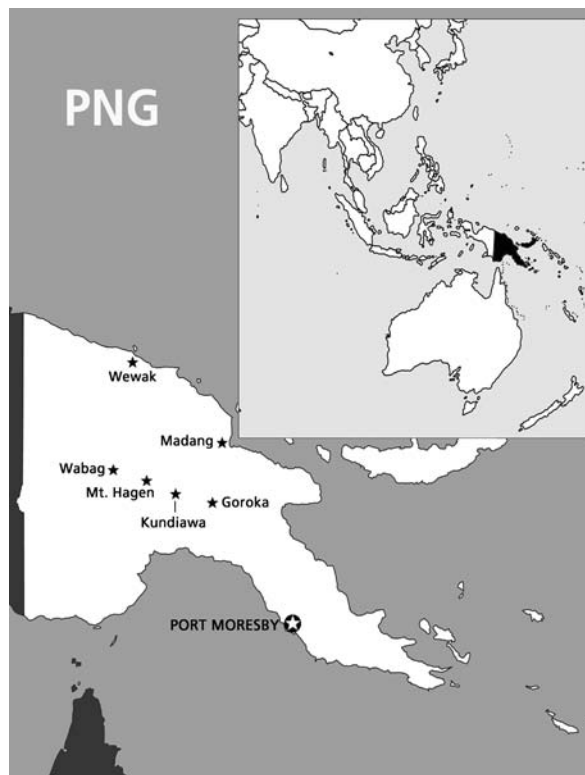 PNG
Wewak
Madang
Wabag
Mt. Hagen
Goroka
Kundiawa
PORT MORESBY